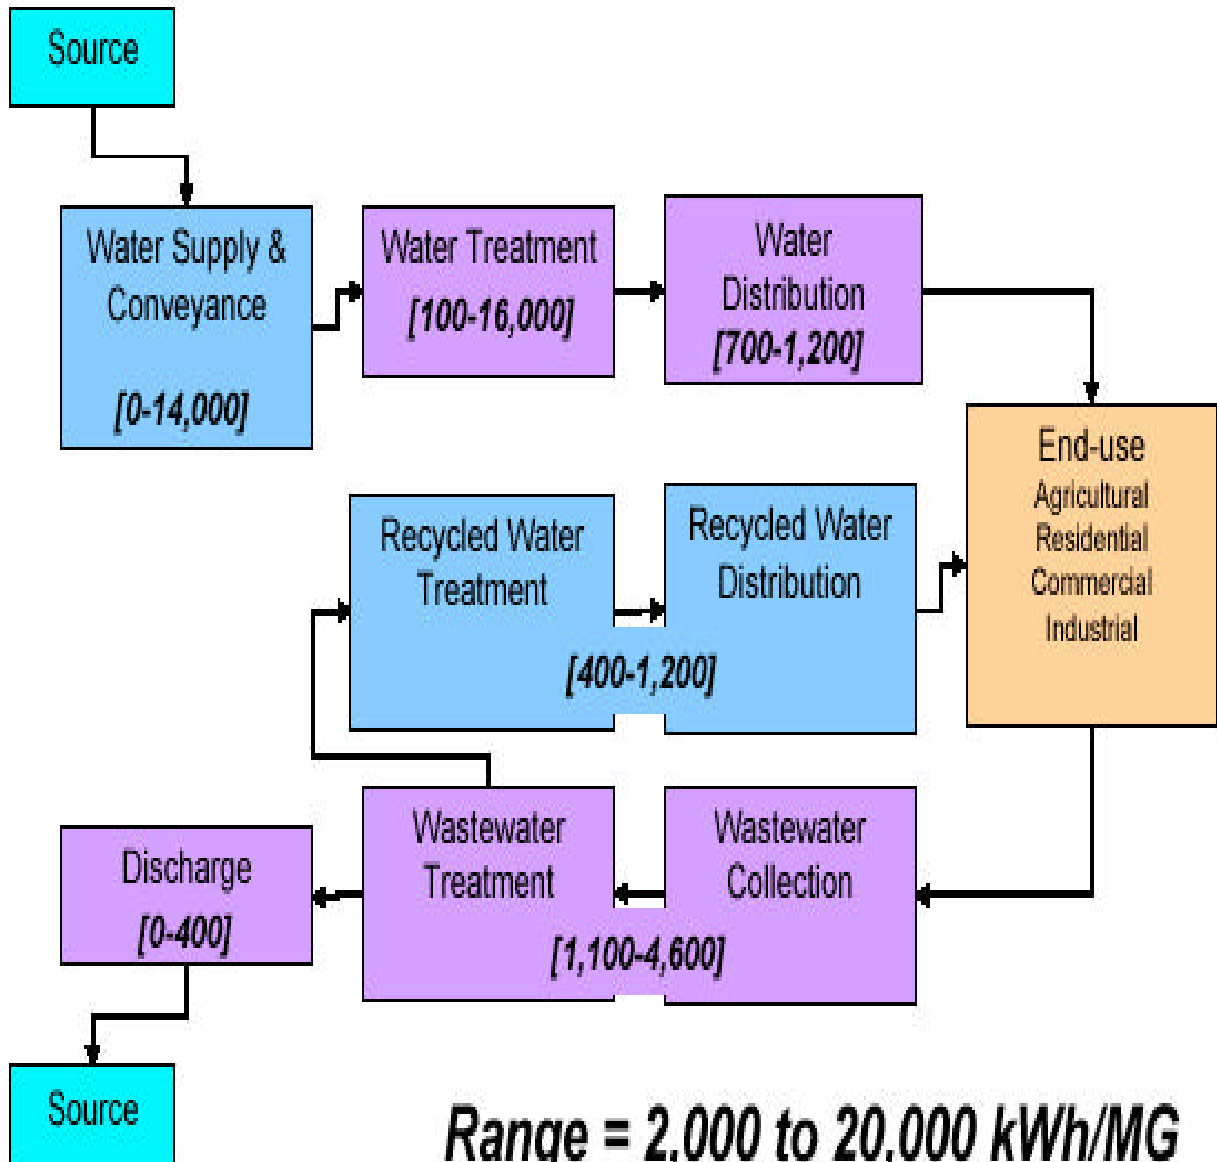 Source
Water Supply &
Conveyance
[0-14,000]
Water Treatment
[100-16,000]
Water
Distribution
[700-1,200]
End-use
Agricultural
Residential
Commercial
Industrial
Recycled Water
Treatment
Recycled Water
Distribution
[400-1,200]
Wastewater
Treatment
Wastewater
Collection
[1,100-4,600]
Discharge
[0-400]
Source
Range = 2,000 to 20,000 kWh/MG